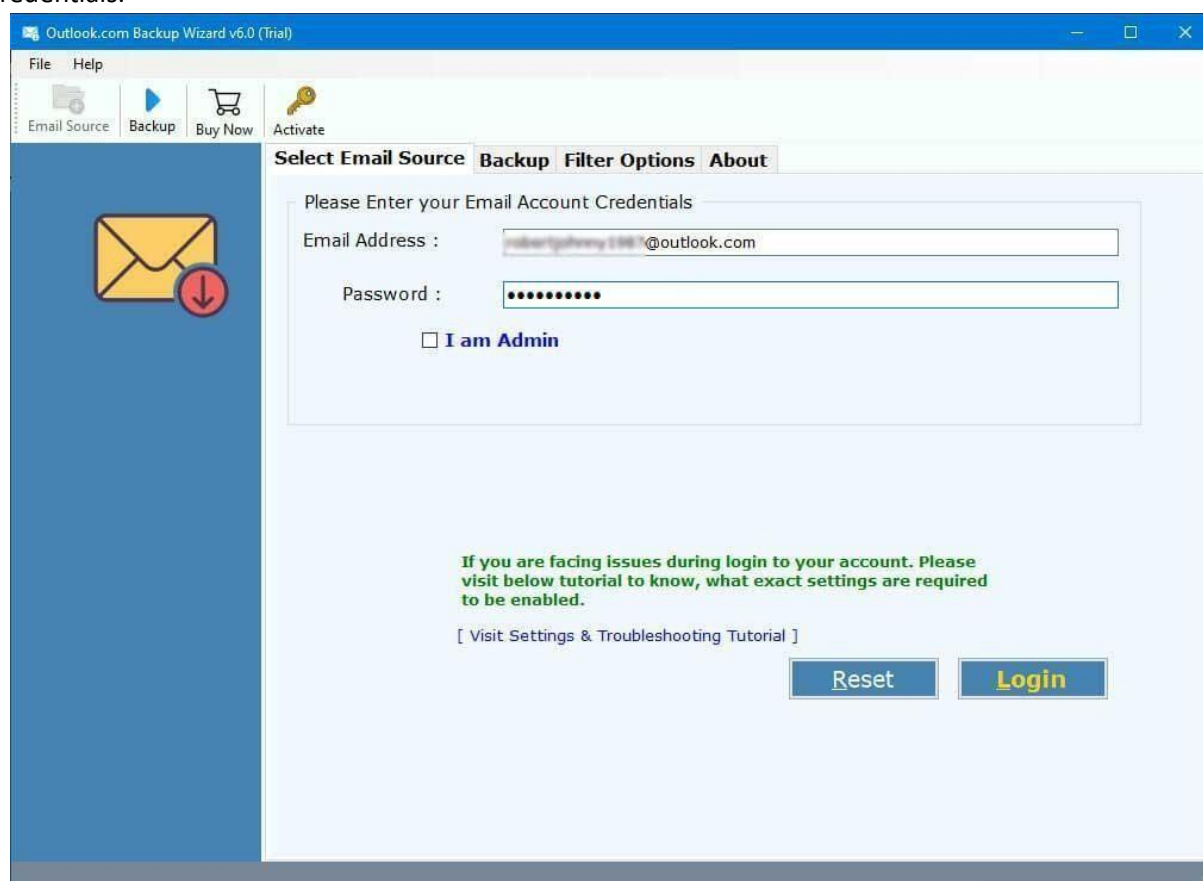 redentials.
Outlook.com Backup Wizard v6.0 (Trial)
File Help
Email Source Backup Buy Now Activate
Select Email Source Backup Filter Options About
Please Enter your Email Account Credentials
Email Address : @outlook.com
Password : ••••••••••
I am Admin
If you are facing issues during login to your account. Please
visit below tutorial to know, what exact settings are required
to be enabled.
[ Visit Settings & Troubleshooting Tutorial ]
Reset Login